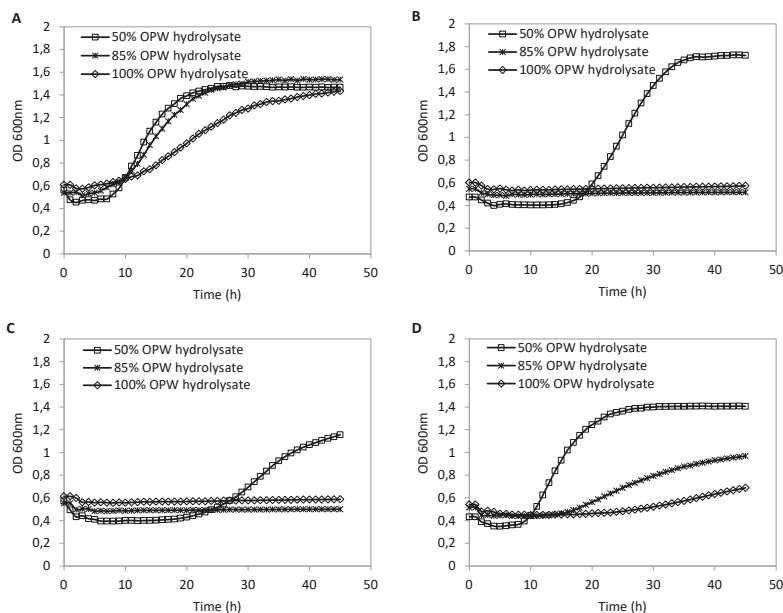 A
50% OPW hydrolysate
85% OPW hydrolysate
100% OPW hydrolysate
OD 600nm
2
1,8
1,6
1,4
1,2
1
0,8
0,6
0,4
0,2
0
0 10 20 30 40 50
Time (h)
B
50% OPW hydrolysate
85% OPW hydrolysate
100% OPW hydrolysate
OD 600nm
2
1,8
1,6
1,4
1,2
1
0,8
0,6
0,4
0,2
0
0 10 20 30 40 50
Time (h)
C
50% OPW hydrolysate
85% OPW hydrolysate
100% OPW hydrolysate
OD 600nm
2
1,8
1,6
1,4
1,2
1
0,8
0,6
0,4
0,2
0
0 10 20 30 40 50
Time (h)
D
50% OPW hydrolysate
85% OPW hydrolysate
100% OPW hydrolysate
OD 600nm
2
1,8
1,6
1,4
1,2
1
0,8
0,6
0,4
0,2
0
0 10 20 30 40 50
Time (h)